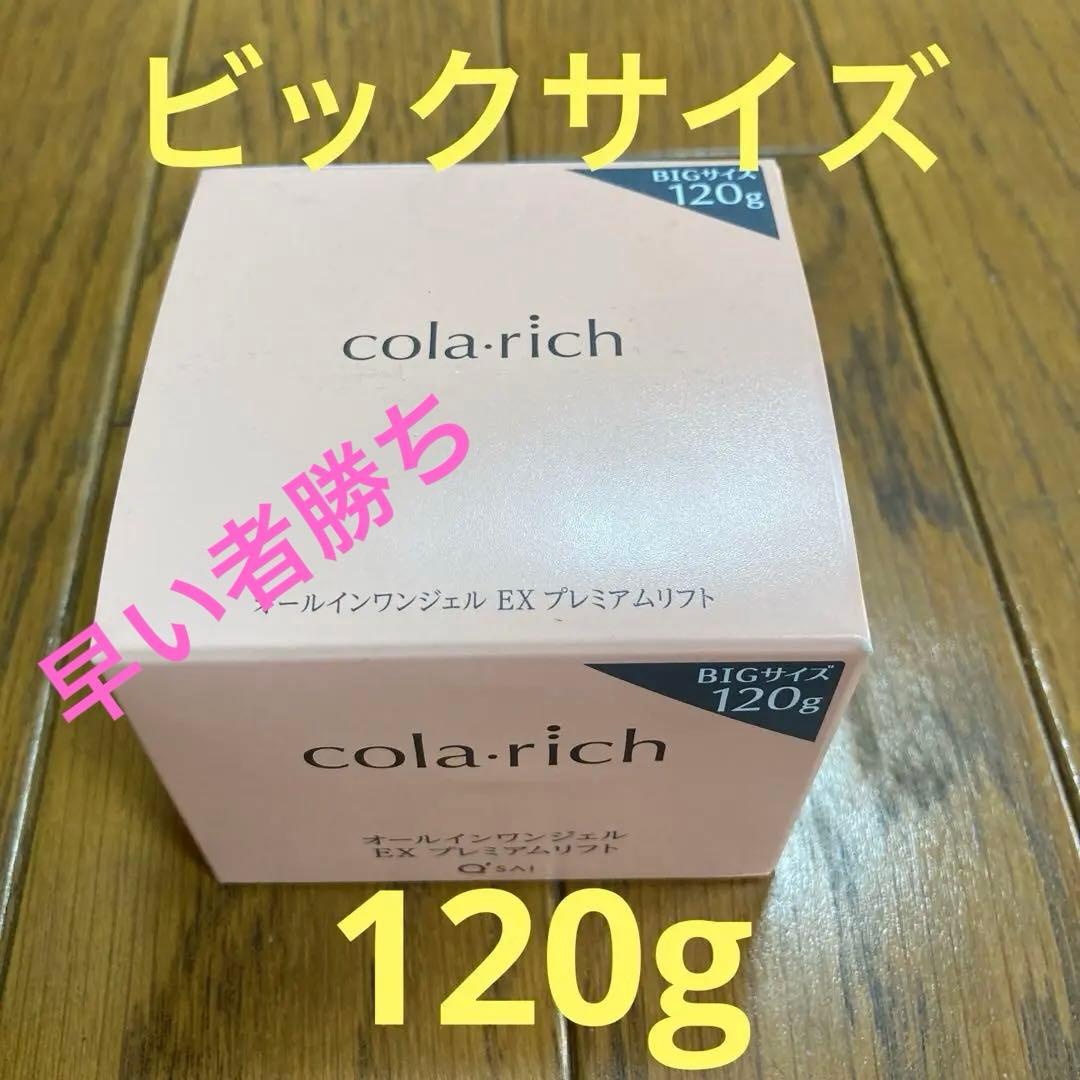 ビックサイズ
BIGサイズ
120g
cola·rich
早い者勝ち
オールインワンジェル EX プレミアムリフト
BIGサイズ
120g
cola·rich
オールインワンジェル
EX プレミアムリフト
Q'SAI
120g